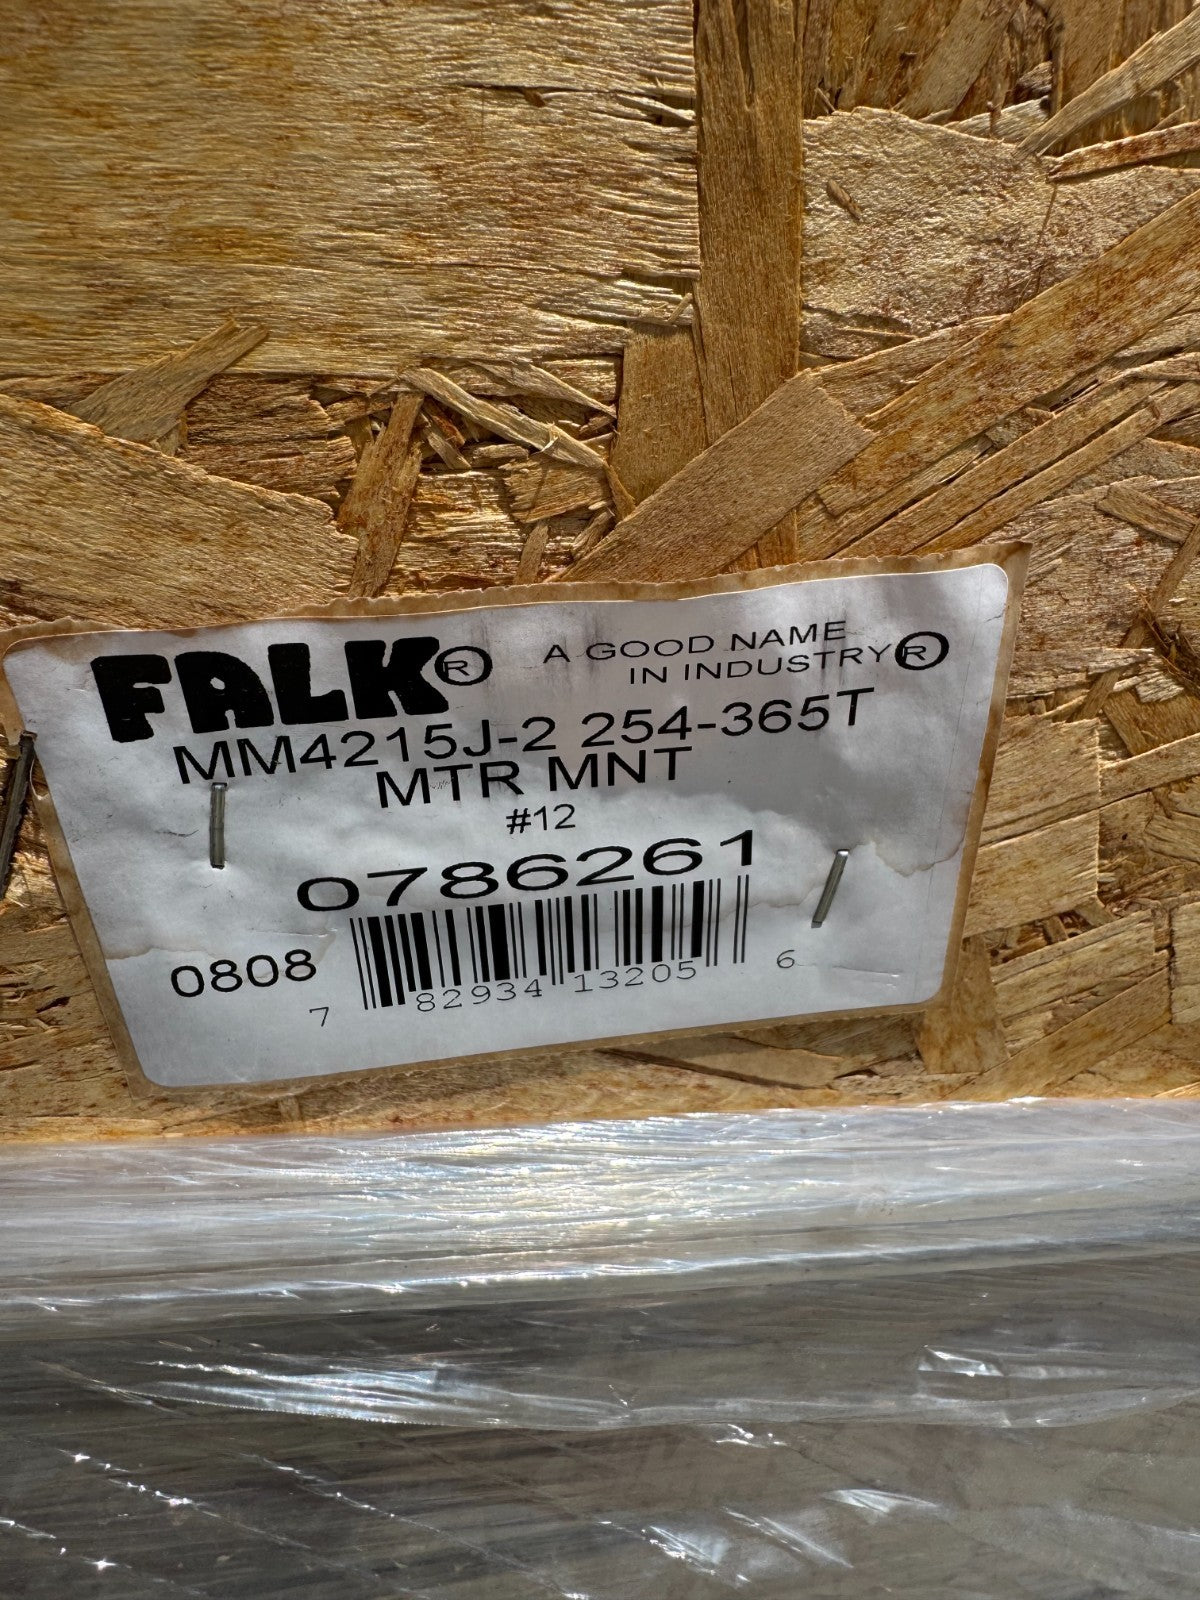 FALK®
A GOOD NAME
IN INDUSTRY®
MM4215J-2 254-365T
MTR MNT
#12
0786261
0808
7 82934 13205 6